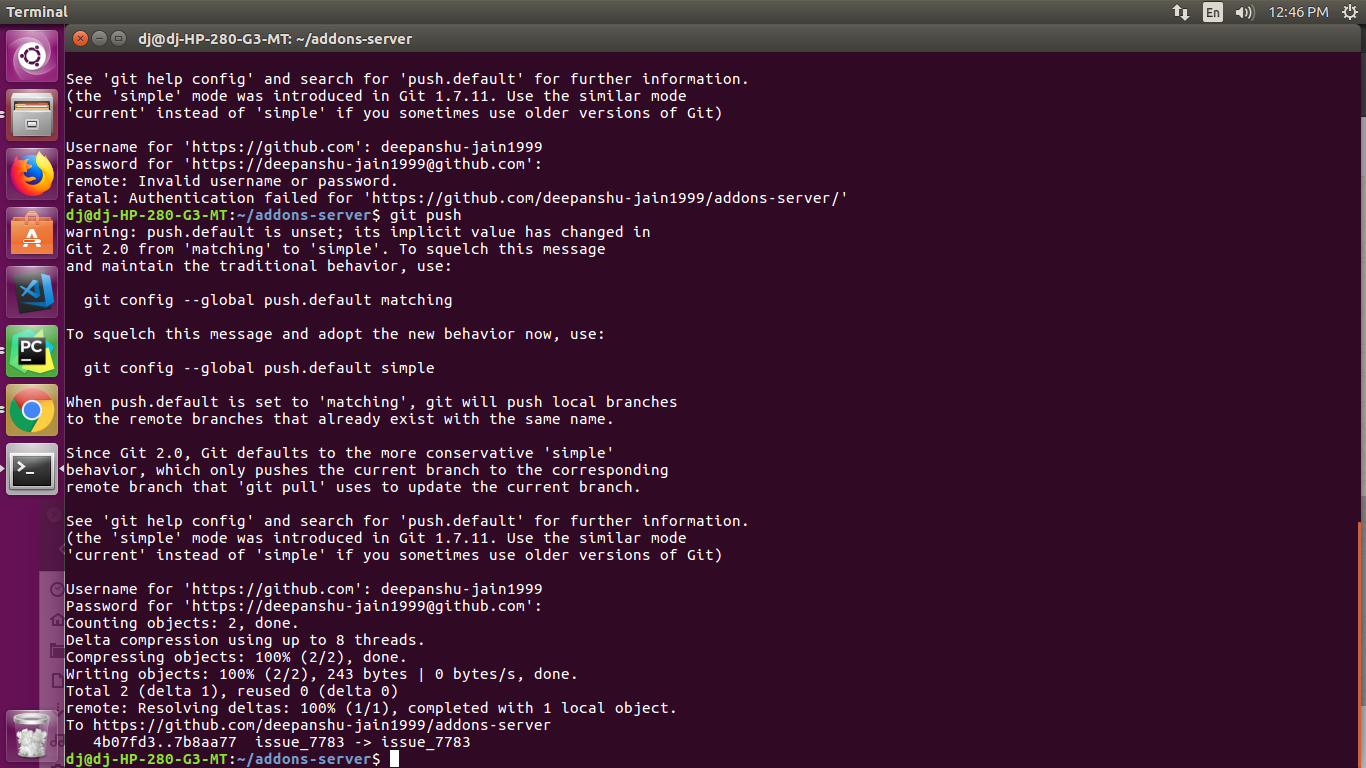 Terminal
En
12:46 PM
dj@dj-HP-280-G3-MT: ~/addons-server
See 'git help config' and search for 'push.default' for further information.
(the 'simple' mode was introduced in Git 1.7.11. Use the similar mode
'current' instead of 'simple' if you sometimes use older versions of Git)
Username for 'https://github.com': deepanshu-jain1999
Password for 'https://deepanshu-jain1999@github.com':
remote: Invalid username or password.
fatal: Authentication failed for 'https://github.com/deepanshu-jain1999/addons-server/'
dj@dj-HP-280-G3-MT:~/addons-server$ git push
warning: push.default is unset; its implicit value has changed in
Git 2.0 from 'matching' to 'simple'. To squelch this message
and maintain the traditional behavior, use:
git config --global push.default matching
To squelch this message and adopt the new behavior now, use:
git config --global push.default simple
When push.default is set to 'matching', git will push local branches
to the remote branches that already exist with the same name.
Since Git 2.0, Git defaults to the more conservative 'simple'
behavior, which only pushes the current branch to the corresponding
remote branch that 'git pull' uses to update the current branch.
See 'git help config' and search for 'push.default' for further information.
(the 'simple' mode was introduced in Git 1.7.11. Use the similar mode
'current' instead of 'simple' if you sometimes use older versions of Git)
Username for 'https://github.com': deepanshu-jain1999
Password for 'https://deepanshu-jain1999@github.com':
Counting objects: 2, done.
Delta compression using up to 8 threads.
Compressing objects: 100% (2/2), done.
Writing objects: 100% (2/2), 243 bytes | 0 bytes/s, done.
Total 2 (delta 1), reused 0 (delta 0)
remote: Resolving deltas: 100% (1/1), completed with 1 local object.
To https://github.com/deepanshu-jain1999/addons-server
4b07fd3..7b8aa77  issue_7783 -> issue_7783
dj@dj-HP-280-G3-MT:~/addons-server$
PC